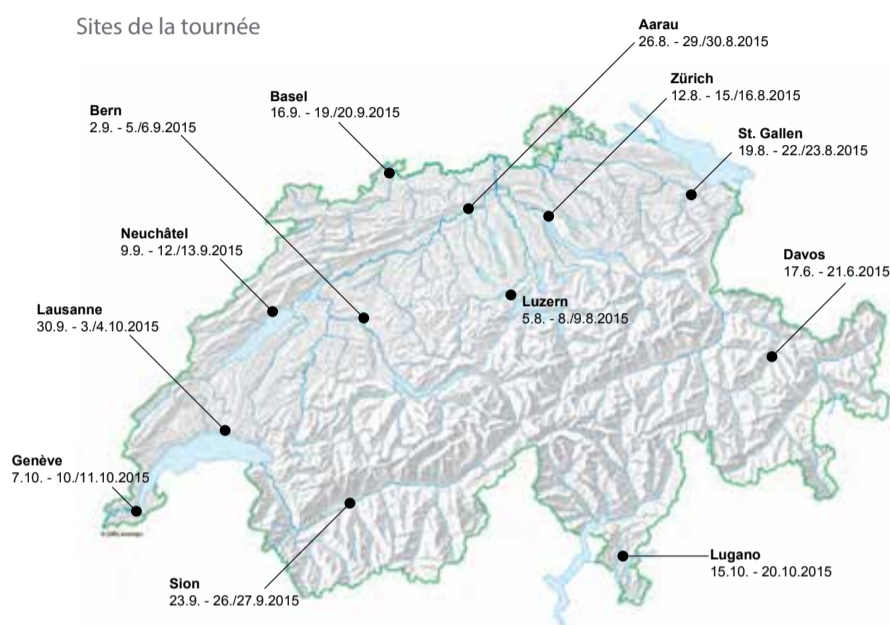 Sites de la tournée
Aarau
26.8. - 29./30.8.2015
Zürich
12.8. - 15./16.8.2015
Basel
16.9. - 19./20.9.2015
Bern
2.9. - 5./6.9.2015
St. Gallen
19.8. - 22./23.8.2015
Neuchâtel
9.9. - 12./13.9.2015
Davos
17.6. - 21.6.2015
Lausanne
30.9. - 3./4.10.2015
Luzern
5.8. - 8./9.8.2015
Genève
7.10. - 10./11.10.2015
Lugano
15.10. - 20.10.2015
Sion
23.9. - 26./27.9.2015